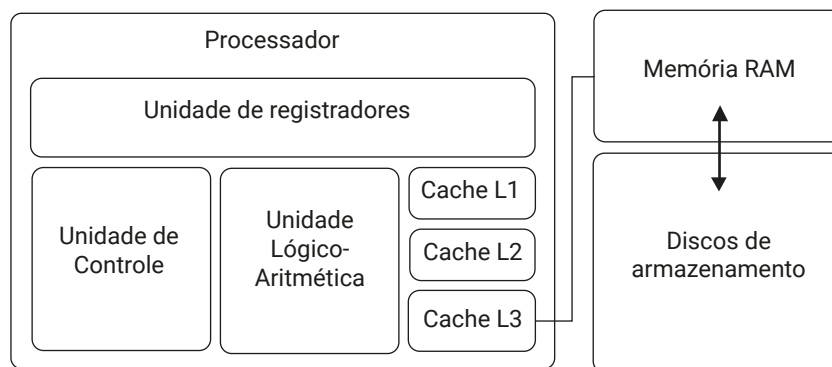 Processador
Unidade de registradores
Unidade de
Controle
Unidade
Lógico-
Aritmética
Cache L1
Cache L2
Cache L3
Memória RAM
Discos de
armazenamento